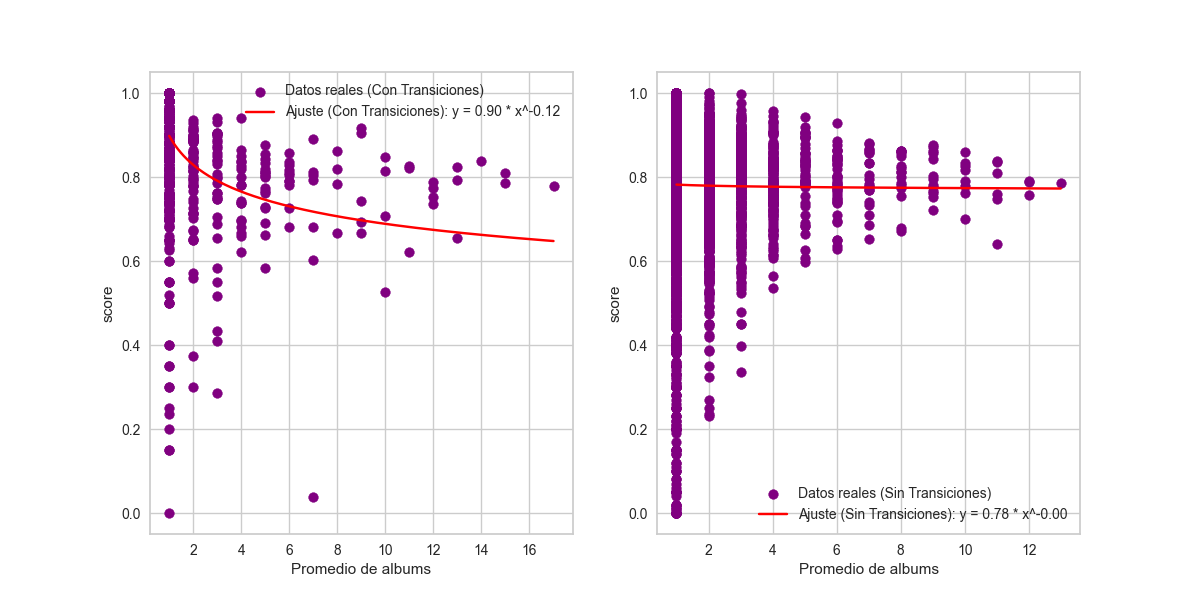 Datos reales (Con Transiciones)
Ajuste (Con Transiciones): y = 0.90 * x^-0.12
1.0
0.8
0.6
0.4
0.2
0.0
score
2 4 6 8 10 12 14 16
Promedio de albums
1.0
0.8
0.6
0.4
0.2
0.0
score
Datos reales (Sin Transiciones)
Ajuste (Sin Transiciones): y = 0.78 * x^-0.00
2 4 6 8 10 12
Promedio de albums